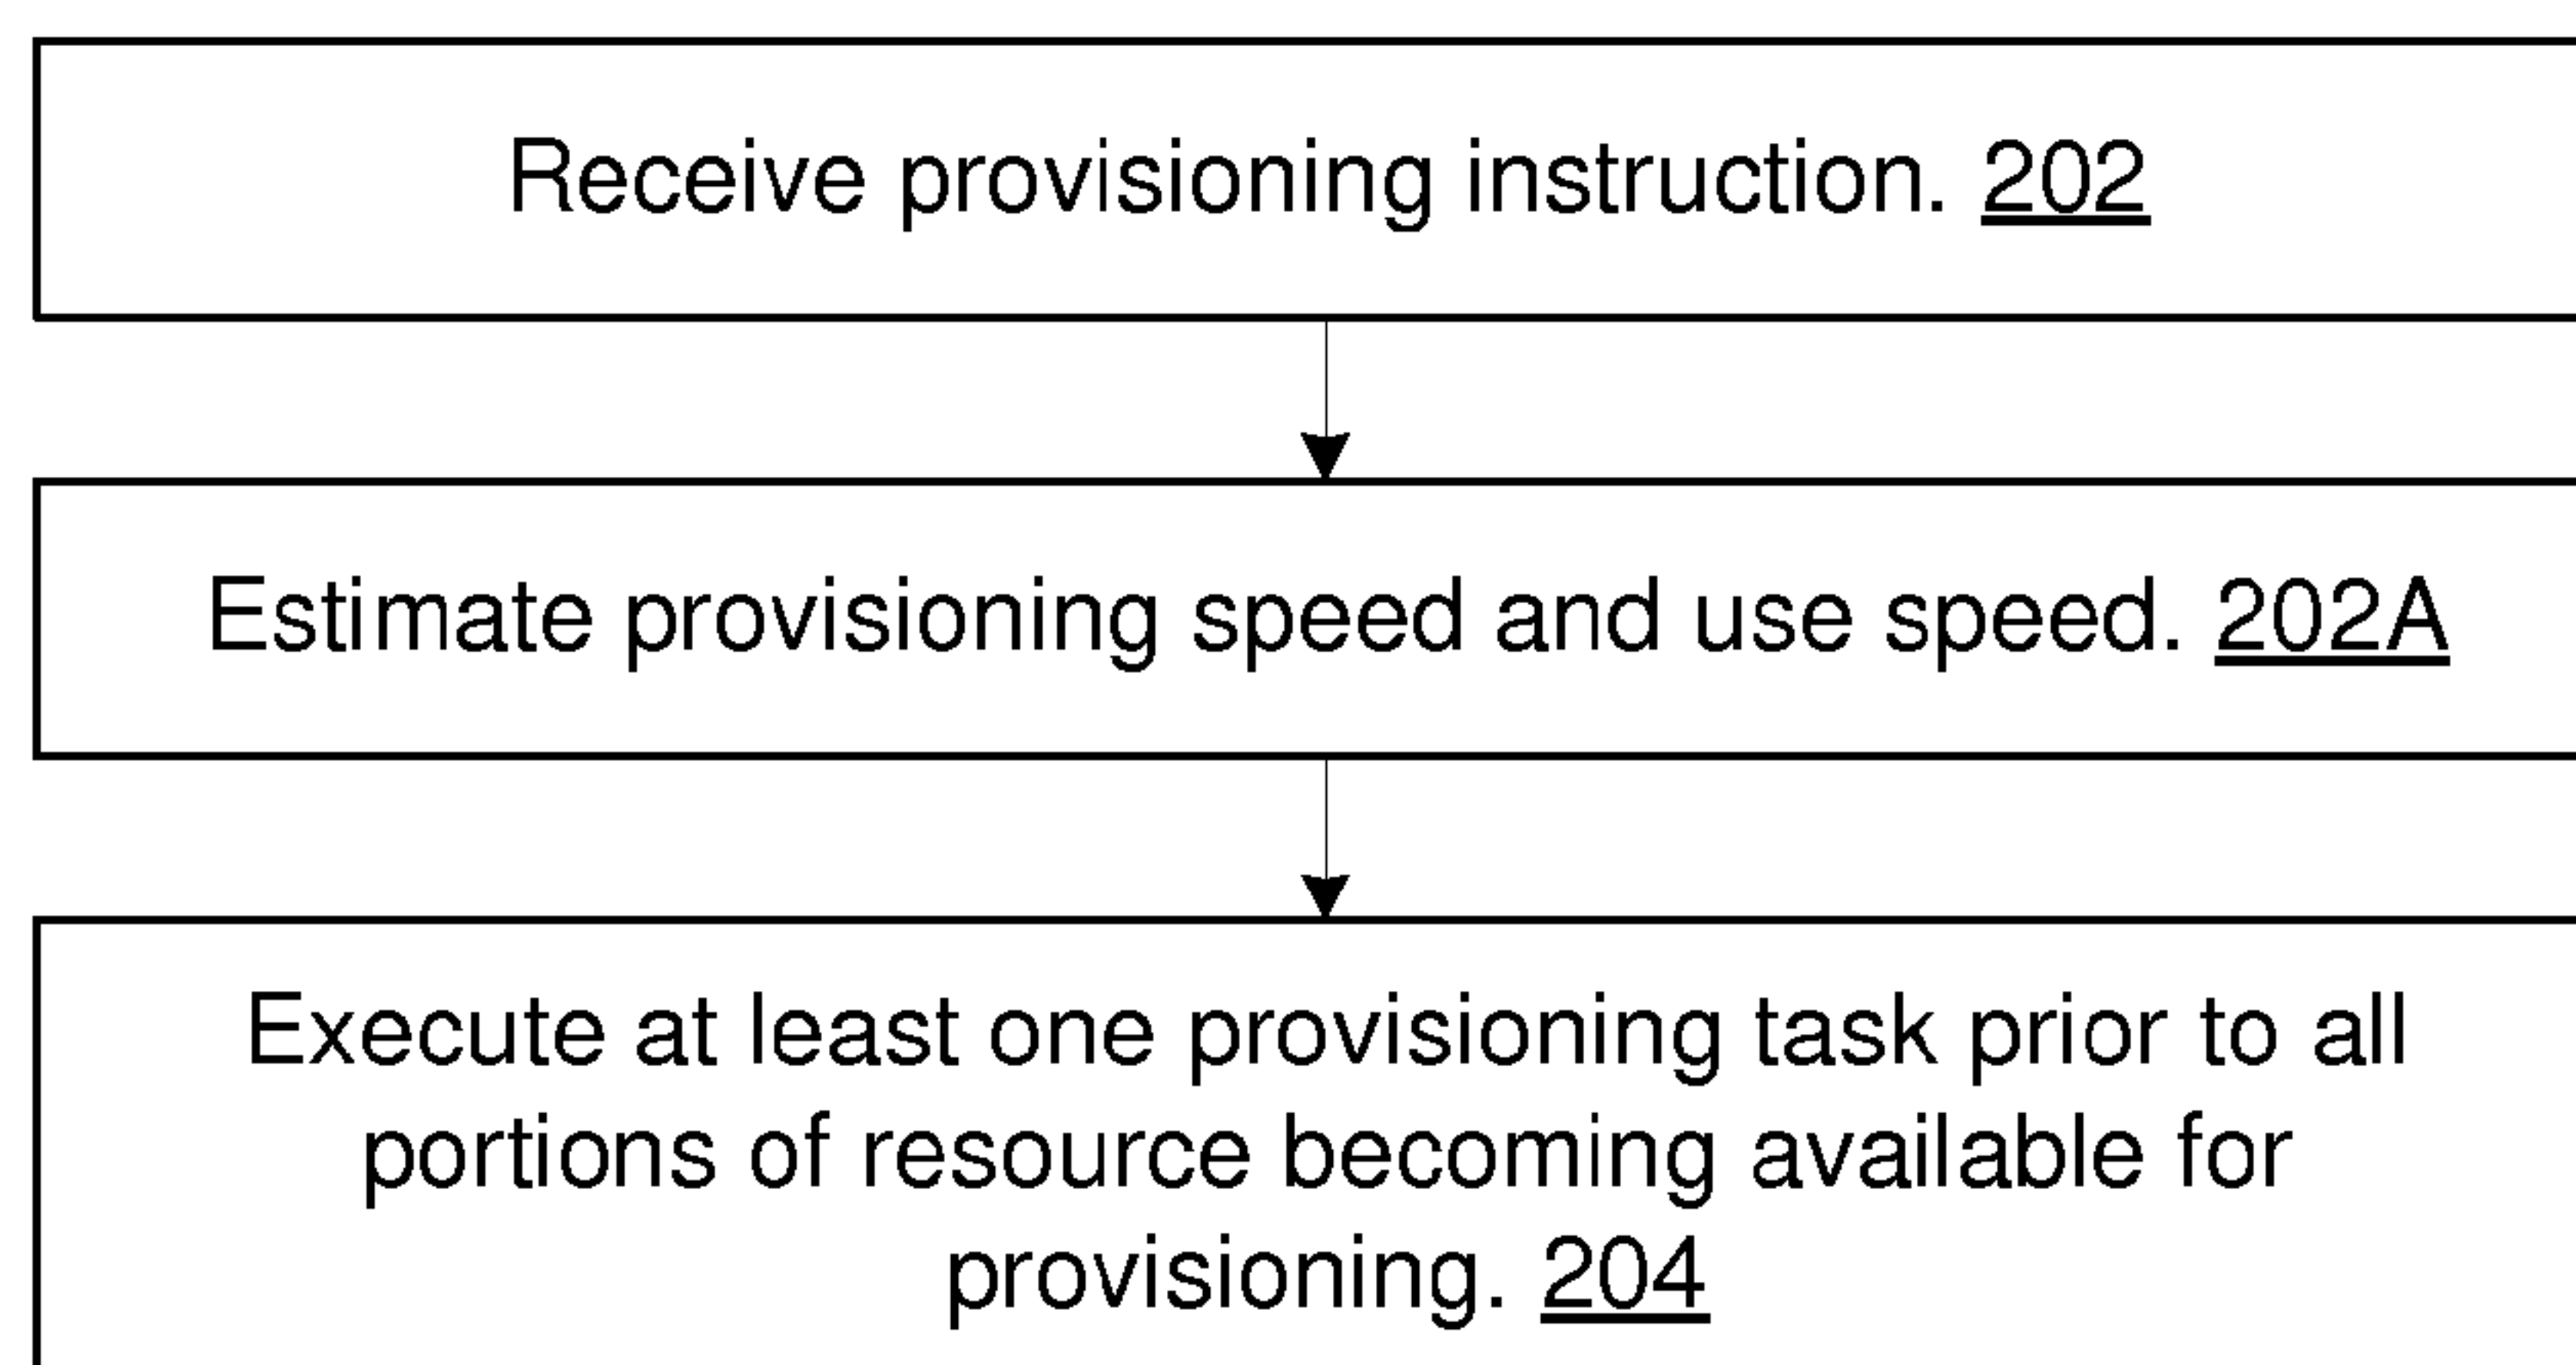 Receive provisioning instruction. 202
Estimate provisioning speed and use speed. 202A
Execute at least one provisioning task prior to all
portions of resource becoming available for
provisioning. 204